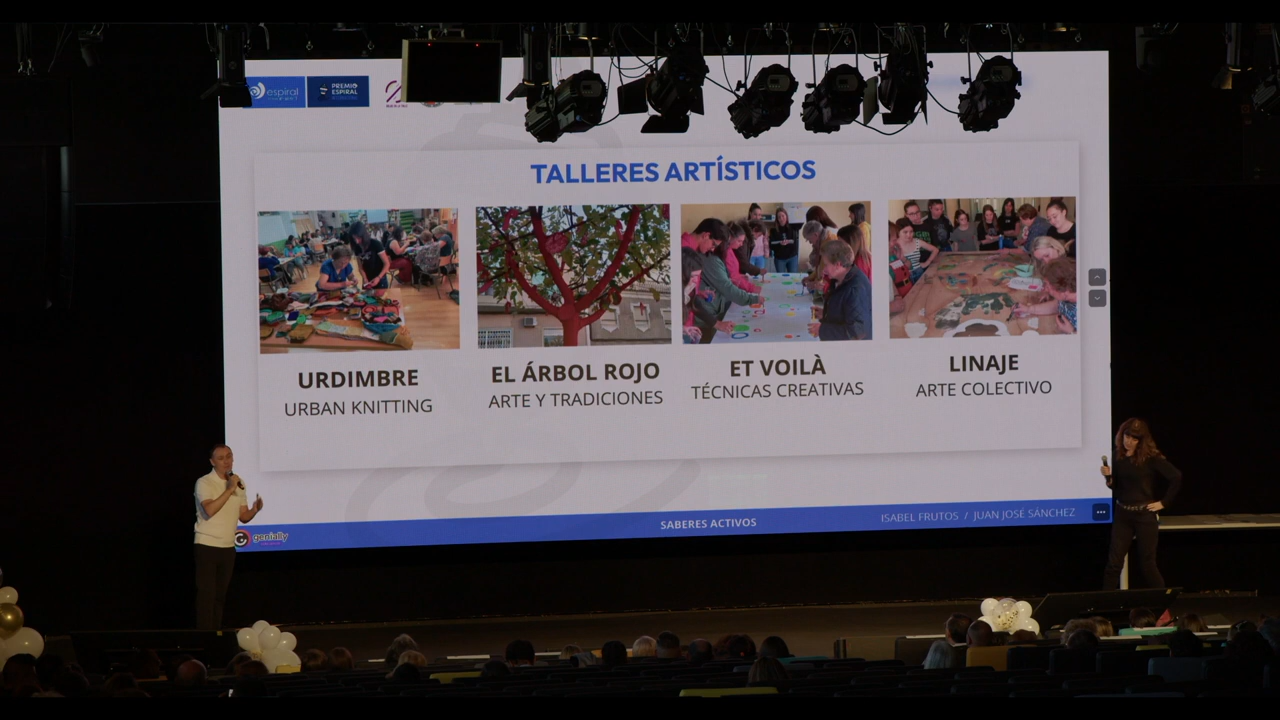 espiral
PREMIO
ESPIRAL
TALLERES ARTÍSTICOS
URDIMBRE
URBAN KNITTING
EL ÁRBOL ROJO
ARTE Y TRADICIONES
ET VOILÀ
TÉCNICAS CREATIVAS
LINAJE
ARTE COLECTIVO
genially
SABERES ACTIVOS
ISABEL FRUTOS / JUAN JOSÉ SÁNCHEZ